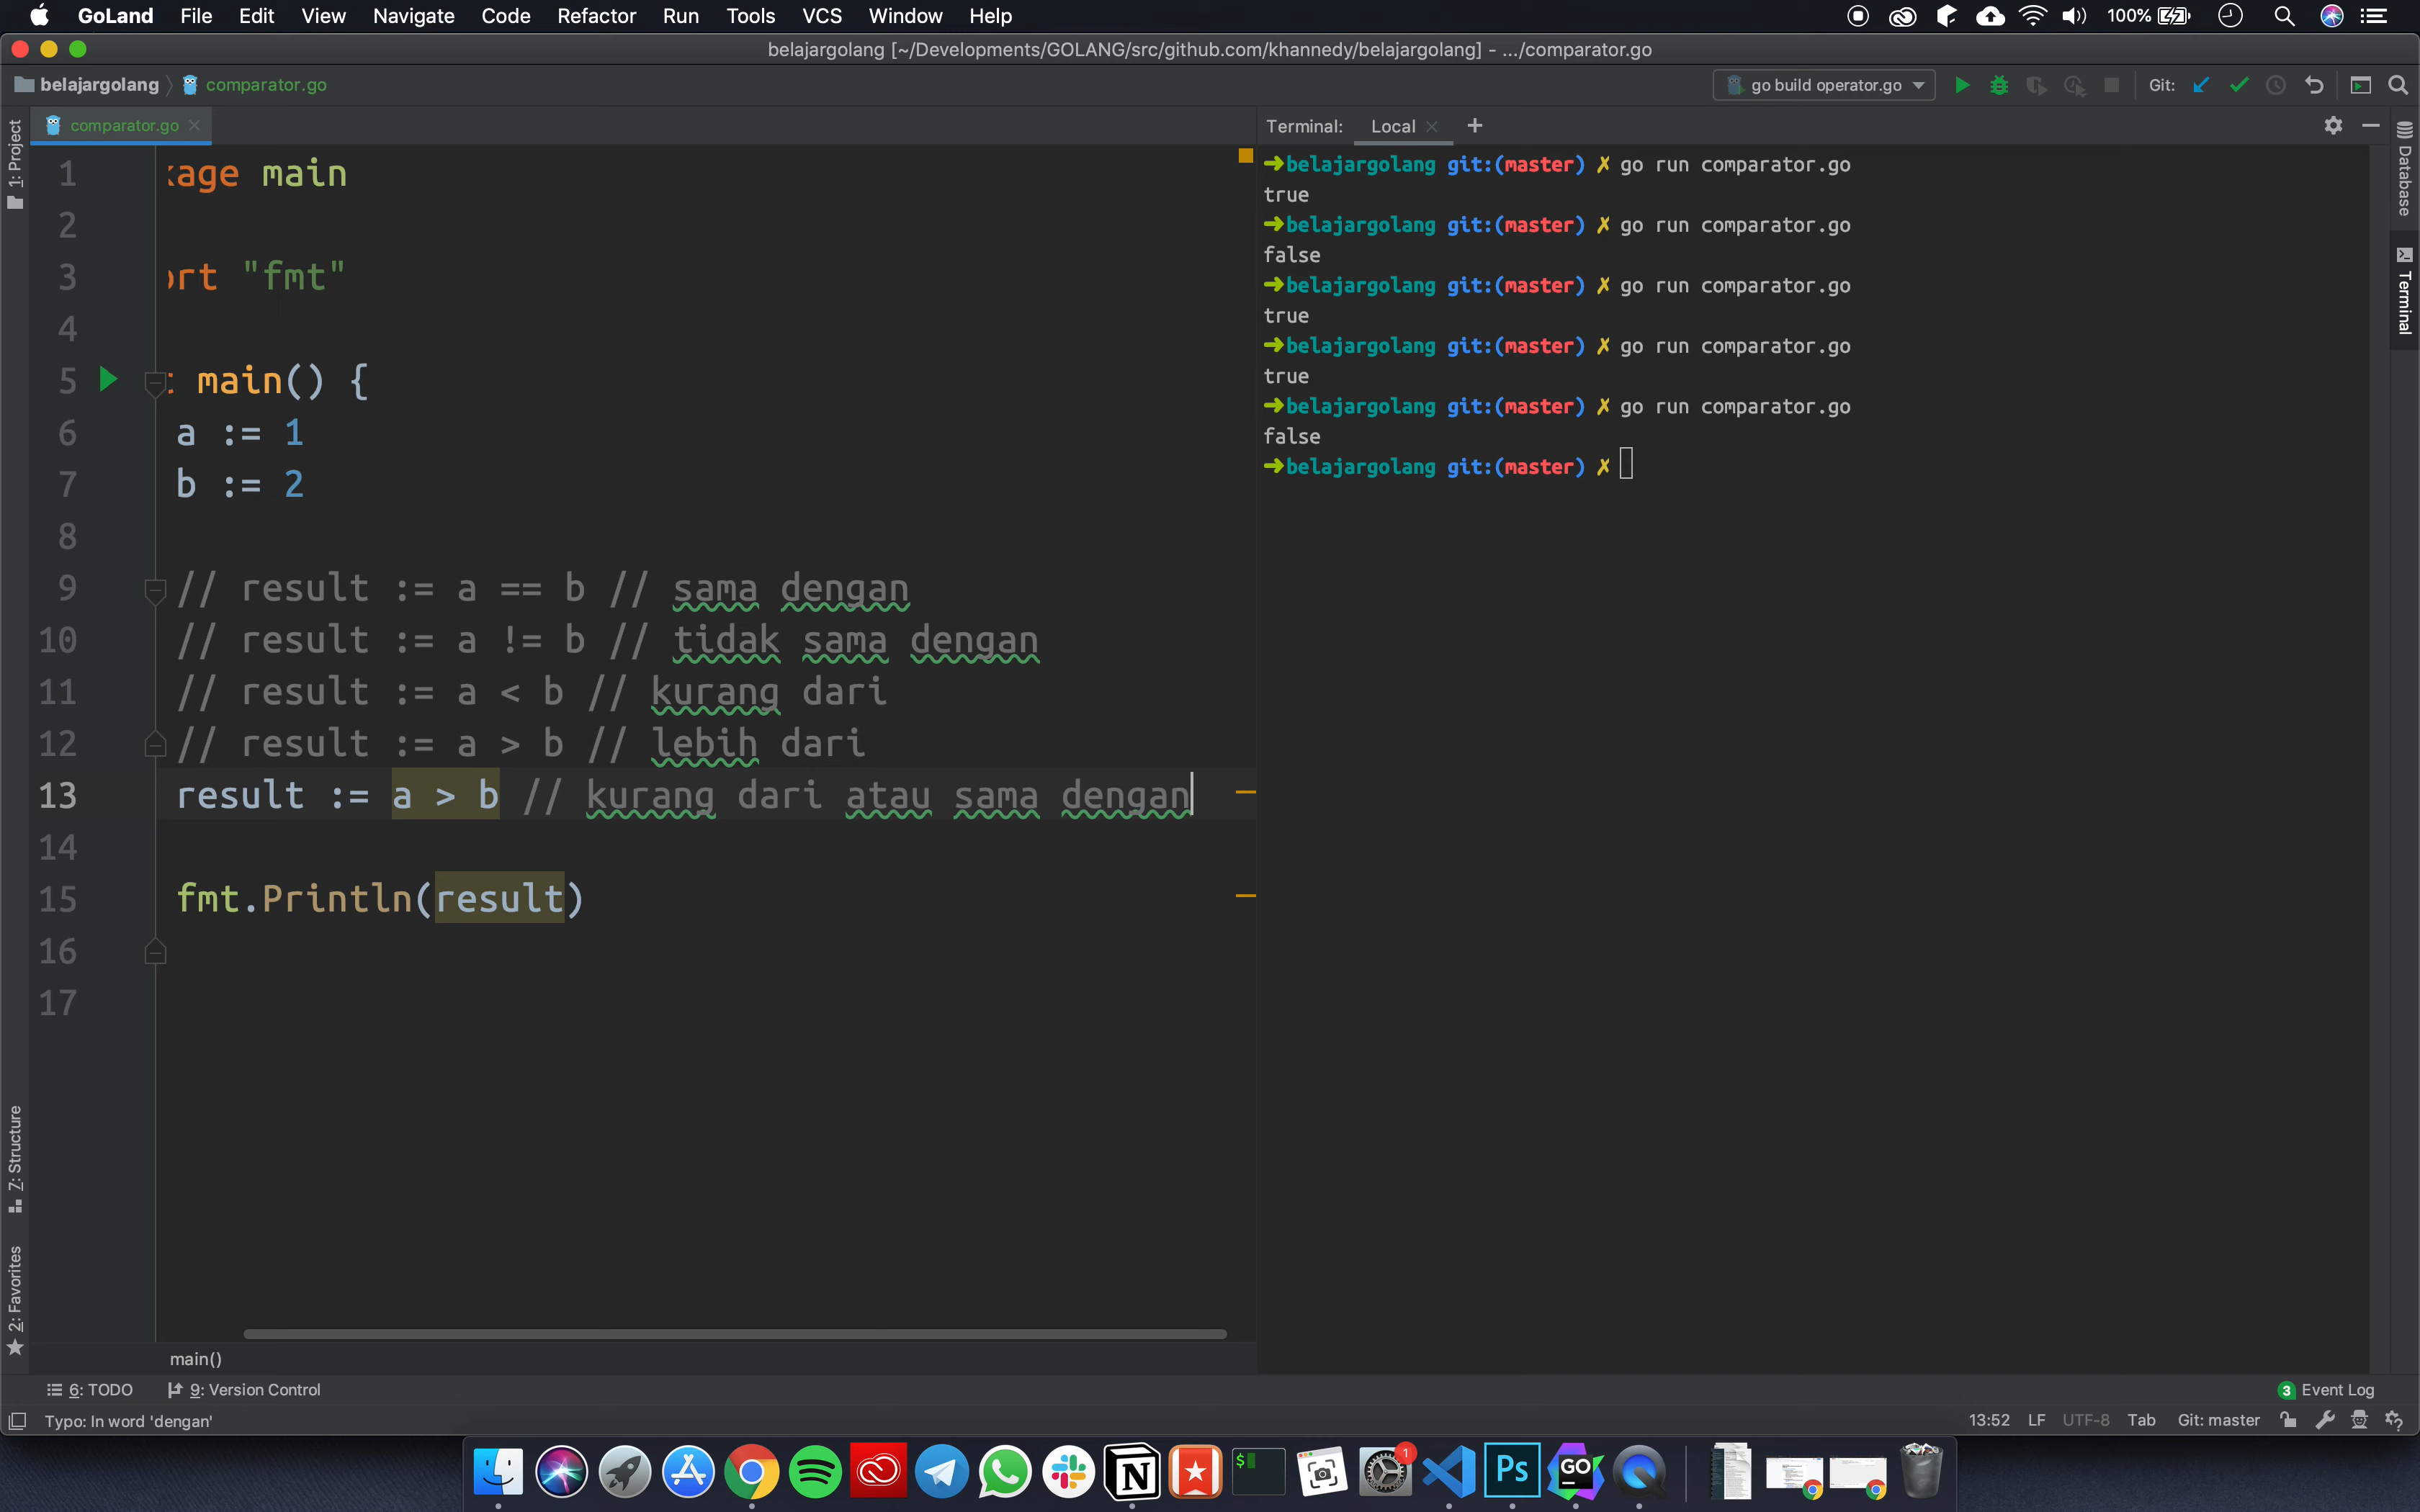 GoLand File Edit View Navigate Code Refactor Run Tools VCS Window Help 100%
belajargolang [~/Developments/GOLANG/src/github.com/khannedy/belajargolang] - .../comparator.go
belajargolang comparator.go go build operator.go Git:
1: Project
comparator.go
1 kage main
2
3 ort "fmt"
4
5 main() {
6 a := 1
7 b := 2
8
9 // result := a == b // sama dengan
10 // result := a != b // tidak sama dengan
11 // result := a < b // kurang dari
12 // result := a > b // lebih dari
13 result := a > b // kurang dari atau sama dengan
14
15 fmt.Println(result)
16
17
main()
Terminal: Local
➜belajargolang git:(master) ✗ go run comparator.go
true
➜belajargolang git:(master) ✗ go run comparator.go
false
➜belajargolang git:(master) ✗ go run comparator.go
true
➜belajargolang git:(master) ✗ go run comparator.go
true
➜belajargolang git:(master) ✗ go run comparator.go
false
➜belajargolang git:(master) ✗
Database
Terminal
7: Structure
2: Favorites
6: TODO 9: Version Control 3 Event Log
Typo: In word 'dengan' 13:52 LF UTF-8 Tab Git: master
$ N 1 Ps GO